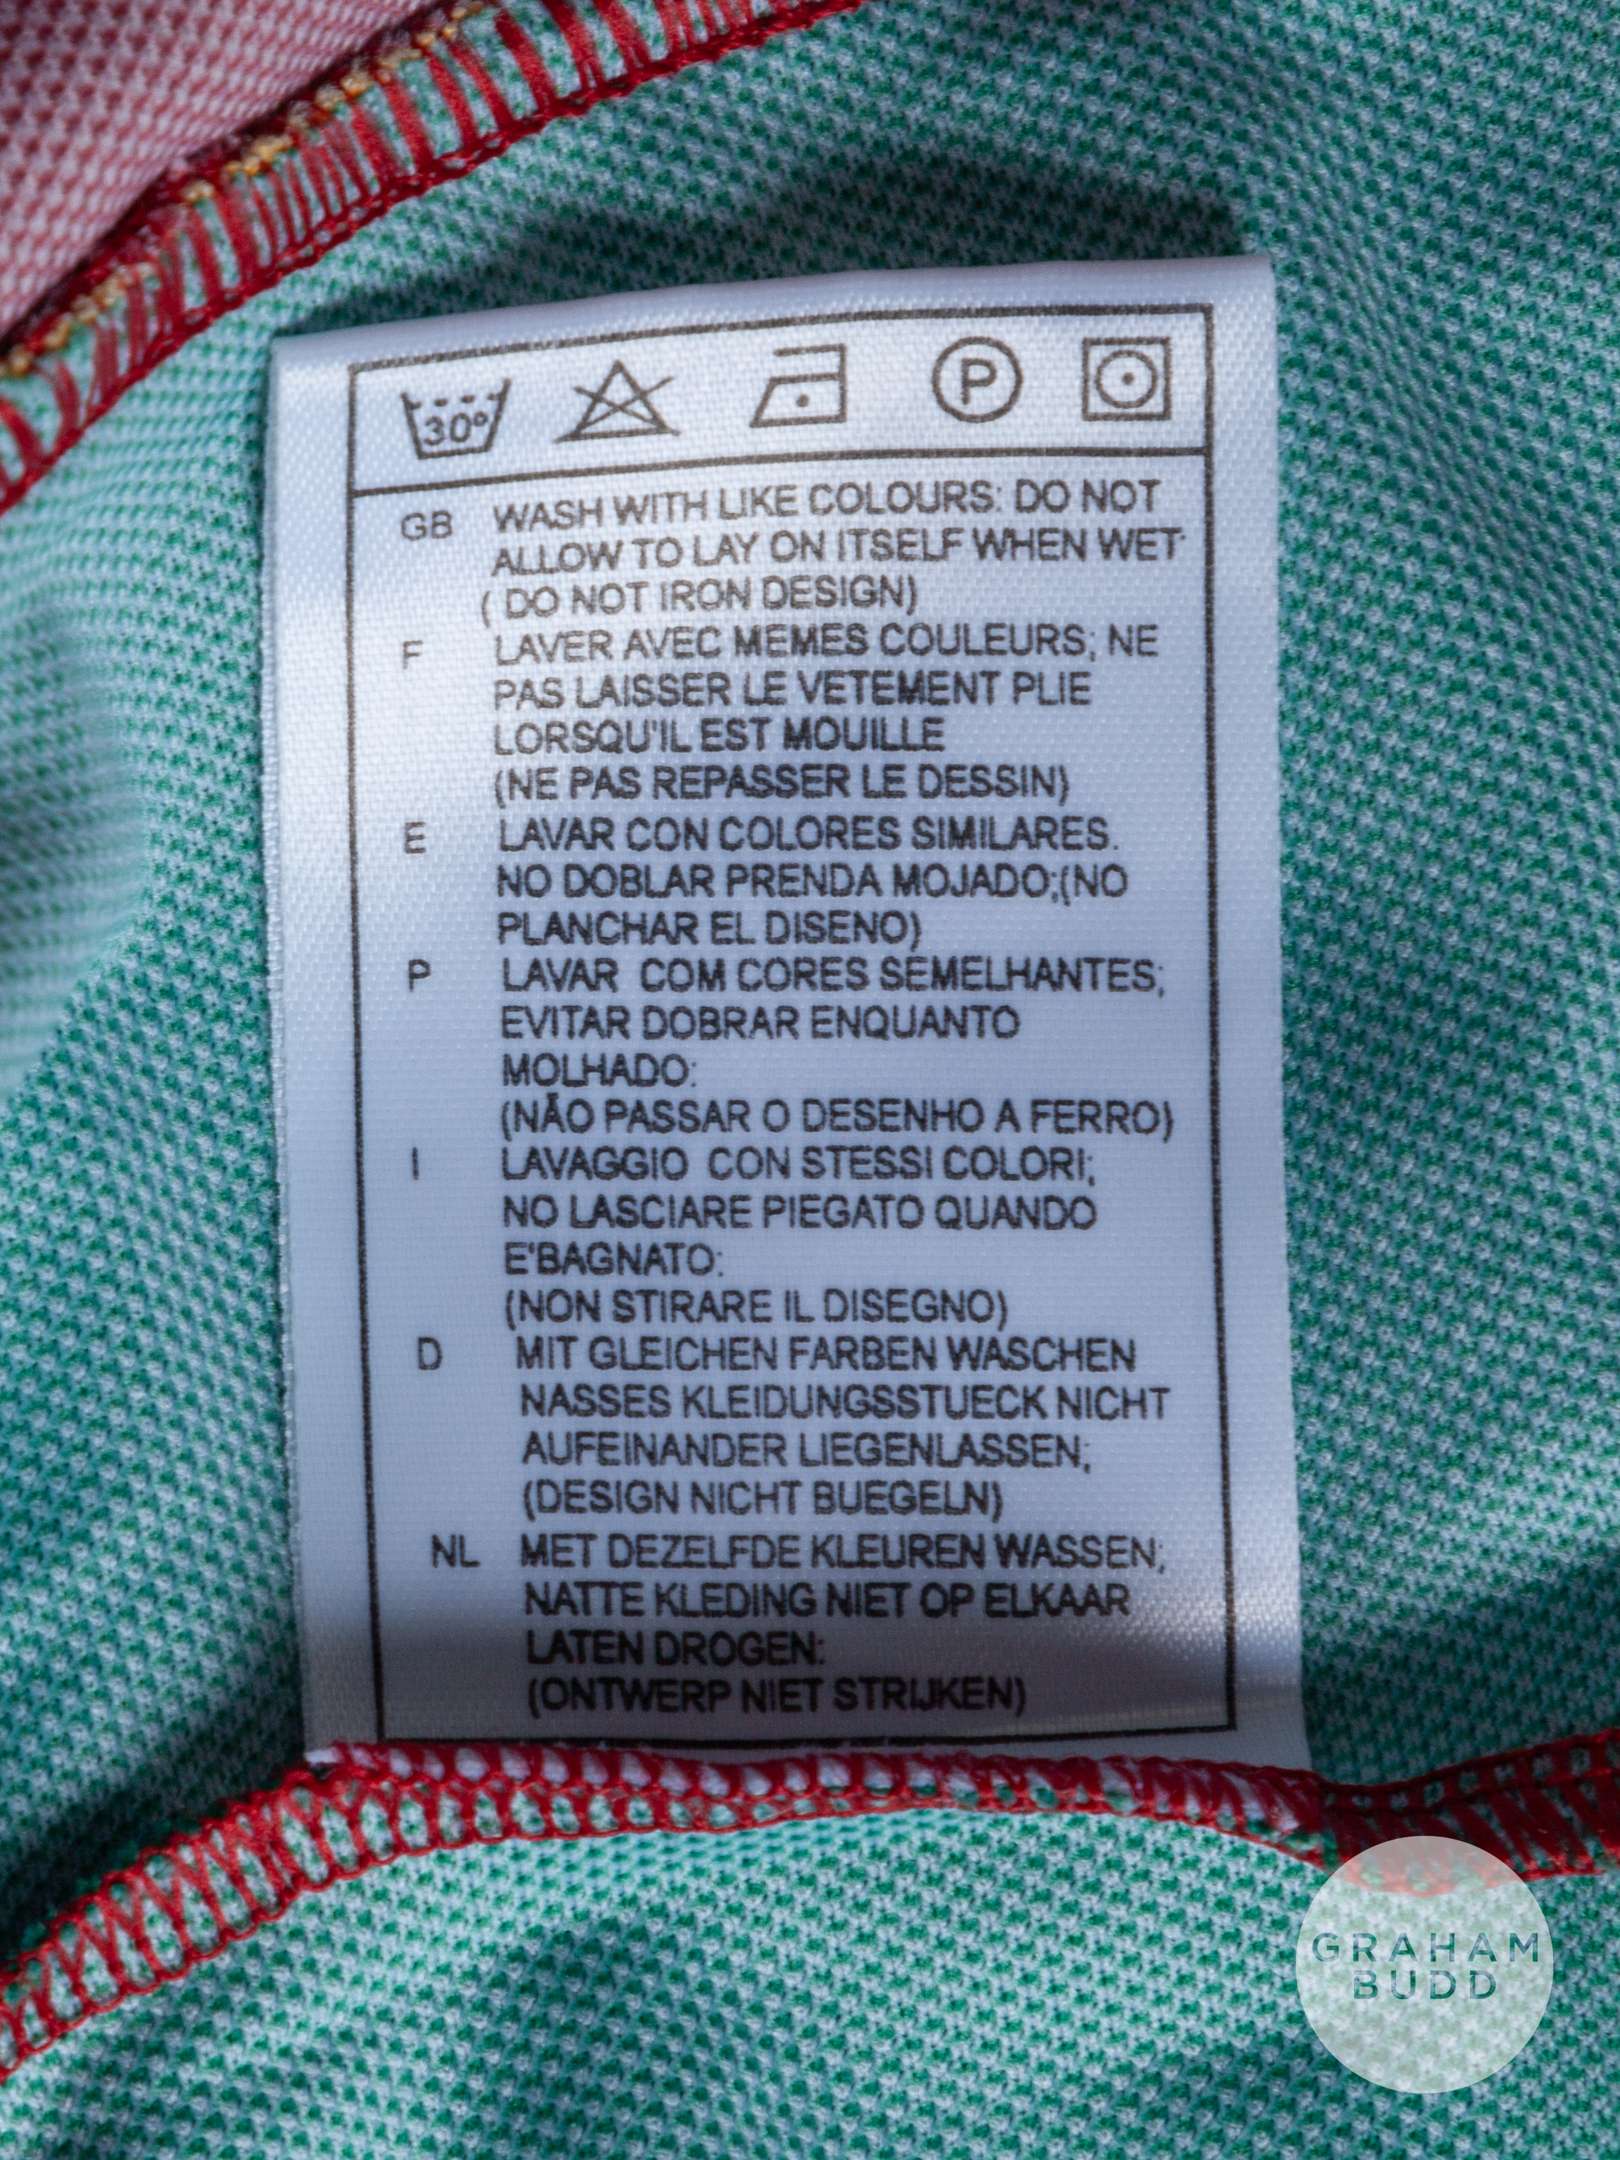 30°
P
GB WASH WITH LIKE COLOURS: DO NOT
ALLOW TO LAY ON ITSELF WHEN WET
( DO NOT IRON DESIGN)
F LAVER AVEC MEMES COULEURS; NE
PAS LAISSER LE VETEMENT PLIE
LORSQU'IL EST MOUILLE
(NE PAS REPASSER LE DESSIN)
E LAVAR CON COLORES SIMILARES.
NO DOBLAR PRENDA MOJADO;(NO
PLANCHAR EL DISENO)
P LAVAR COM CORES SEMELHANTES;
EVITAR DOBRAR ENQUANTO
MOLHADO:
(NÃO PASSAR O DESENHO A FERRO)
I LAVAGGIO CON STESSI COLORI;
NO LASCIARE PIEGATO QUANDO
E'BAGNATO:
(NON STIRARE IL DISEGNO)
D MIT GLEICHEN FARBEN WASCHEN
NASSES KLEIDUNGSSTUECK NICHT
AUFEINANDER LIEGENLASSEN;
(DESIGN NICHT BUEGELN)
NL MET DEZELFDE KLEUREN WASSEN;
NATTE KLEDING NIET OP ELKAAR
LATEN DROGEN:
(ONTWERP NIET STRIJKEN)
GRAHAM
BUDD